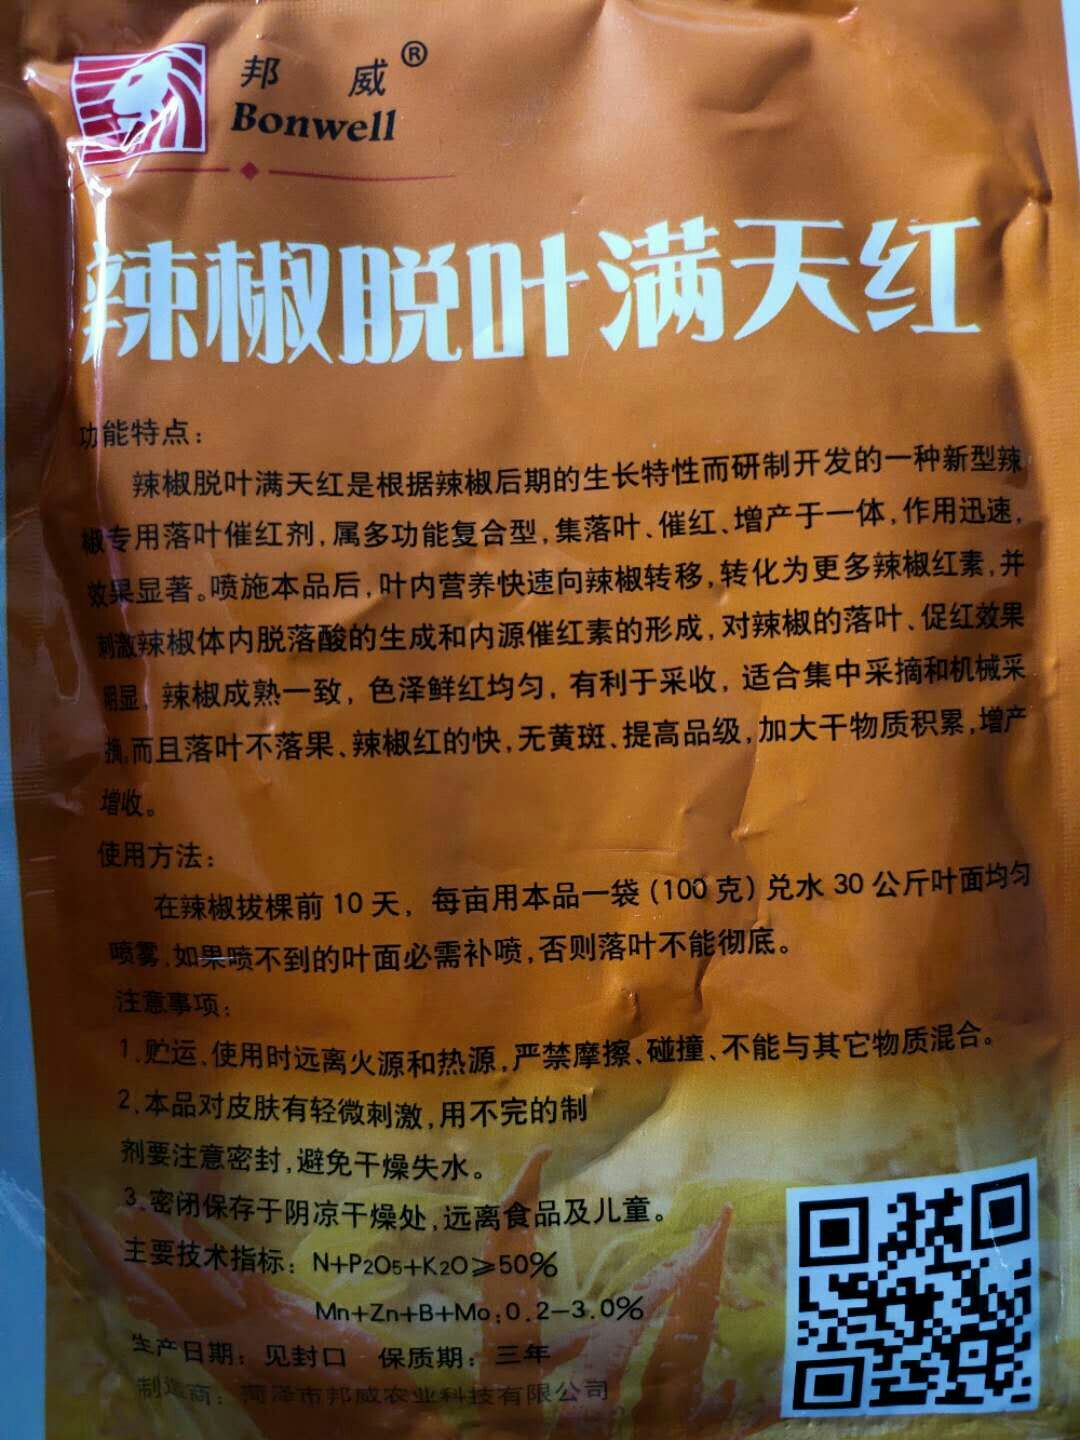 邦 威®
Bonwell
辣椒脱叶满天红
功能特点：
辣椒脱叶满天红是根据辣椒后期的生长特性而研制开发的一种新型辣
椒专用落叶催红剂，属多功能复合型，集落叶、催红、增产于一体，作用迅速，
效果显著。喷施本品后，叶内营养快速向辣椒转移，转化为更多辣椒红素，并
刺激辣椒体内脱落酸的生成和内源催红素的形成，对辣椒的落叶、促红效果
明显，辣椒成熟一致，色泽鲜红均匀，有利于采收，适合集中采摘和机械采
摘，而且落叶不落果、辣椒红的快，无黄斑、提高品级，加大干物质积累，增产
增收。
使用方法：
在辣椒拔棵前10天，每亩用本品一袋(100克)兑水30公斤叶面均匀
喷雾，如果喷不到的叶面必需补喷，否则落叶不能彻底。
注意事项：
1、贮运、使用时远离火源和热源，严禁摩擦、碰撞、不能与其它物质混合。
2、本品对皮肤有轻微刺激，用不完的制
剂要注意密封，避免干燥失水。
3、密闭保存于阴凉干燥处，远离食品及儿童。
主要技术指标：N+P₂O₅+K₂O≥50%
Mn+Zn+B+Mo：0.2-3.0%
生产日期：见封口 保质期：三年
制造商：菏泽市邦威农业科技有限公司